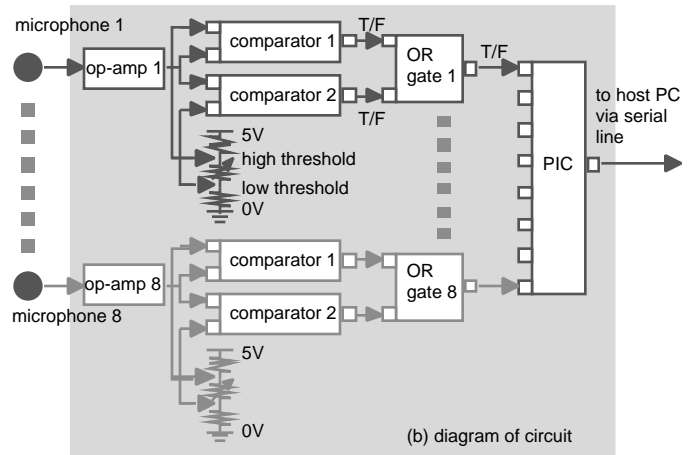 microphone 1
op-amp 1
comparator 1
comparator 2
T/F
T/F
OR
gate 1
T/F
5V
high threshold
low threshold
0V
PIC
to host PC
via serial
line
op-amp 8
microphone 8
comparator 1
comparator 2
OR
gate 8
5V
0V
(b) diagram of circuit